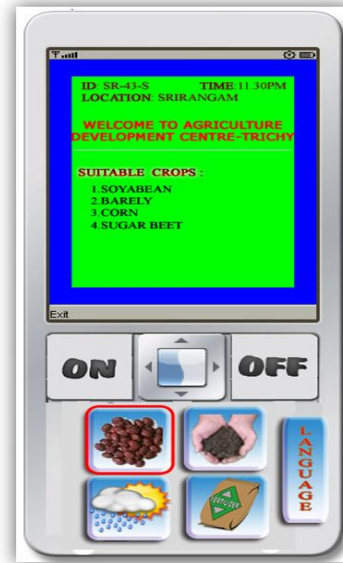 ID: SR-43-S TIME:11.30PM
LOCATION: SRIRANGAM
WELCOME TO AGRICULTURE
DEVELOPMENT CENTRE-TRICHY
SUITABLE CROPS :
1.SOYABEAN
2.BARELY
3.CORN
4.SUGAR BEET
Exit
ON
OFF
LANGUAGE
FERTILIZER